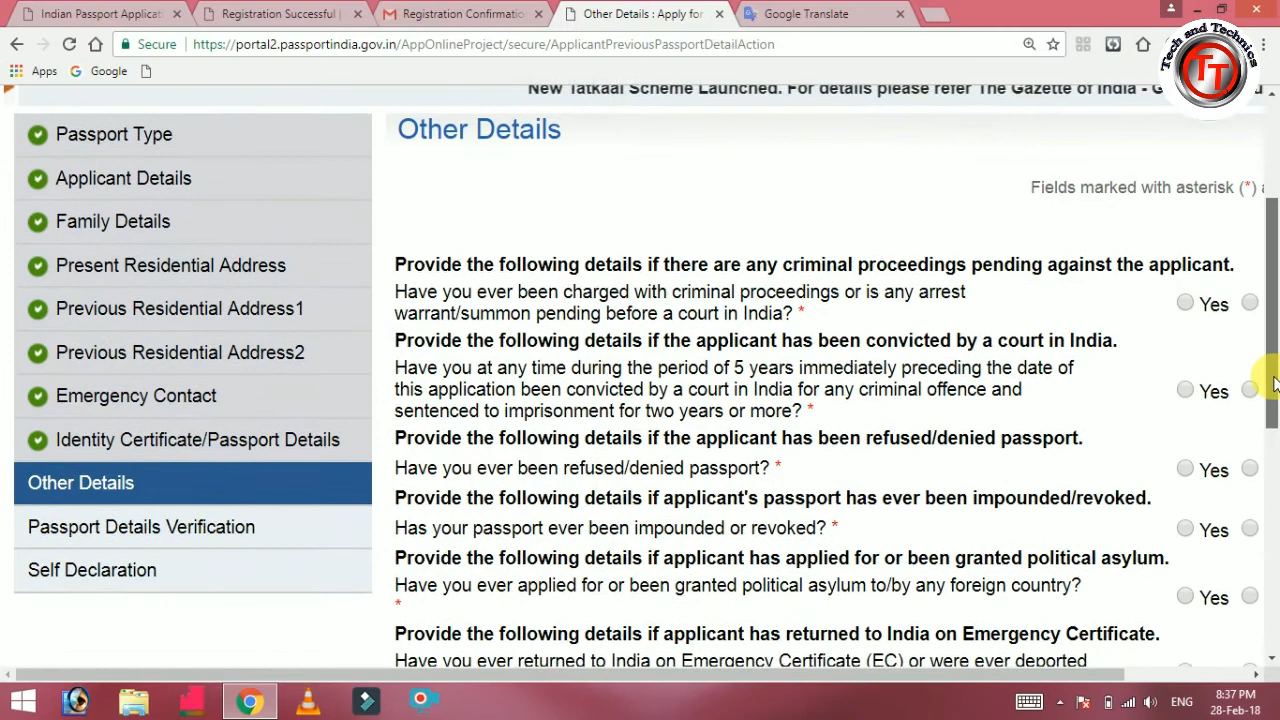 Indian Passport Applicat
Registration Successful
Registration Confirmatio
Other Details : Apply for
Google Translate
Secure
https://portal2.passportindia.gov.in/AppOnlineProject/secure/ApplicantPreviousPassportDetailAction
Apps
Google
Tech and Technics
TT
New Tatkaal Scheme Launched. For details please refer The Gazette of India - G
Passport Type
Applicant Details
Family Details
Present Residential Address
Previous Residential Address1
Previous Residential Address2
Emergency Contact
Identity Certificate/Passport Details
Other Details
Passport Details Verification
Self Declaration
Other Details
Fields marked with asterisk (*) a
Provide the following details if there are any criminal proceedings pending against the applicant.
Have you ever been charged with criminal proceedings or is any arrest
warrant/summon pending before a court in India? *
Yes
Provide the following details if the applicant has been convicted by a court in India.
Have you at any time during the period of 5 years immediately preceding the date of
this application been convicted by a court in India for any criminal offence and
sentenced to imprisonment for two years or more? *
Yes
Provide the following details if the applicant has been refused/denied passport.
Have you ever been refused/denied passport? *
Yes
Provide the following details if applicant's passport has ever been impounded/revoked.
Has your passport ever been impounded or revoked? *
Yes
Provide the following details if applicant has applied for or been granted political asylum.
Have you ever applied for or been granted political asylum to/by any foreign country?
*
Yes
Provide the following details if applicant has returned to India on Emergency Certificate.
Have you ever returned to India on Emergency Certificate (EC) or were ever deported
ENG
8:37 PM
28-Feb-18